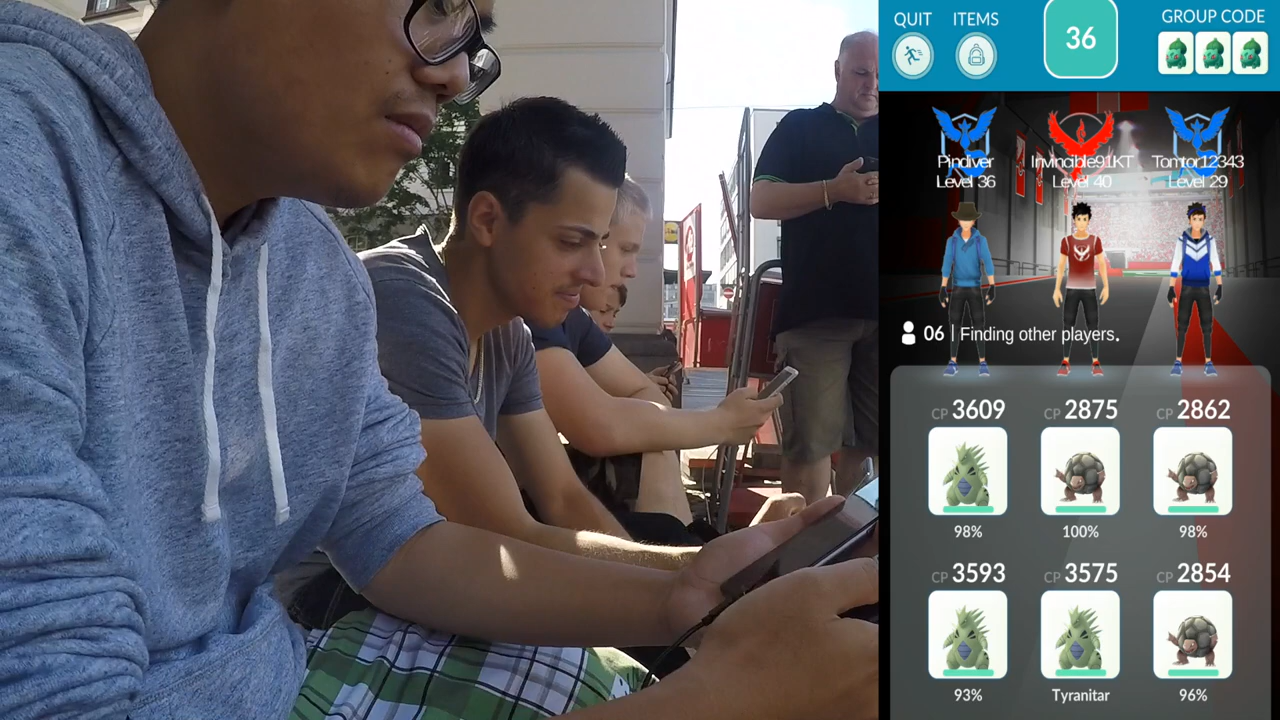 QUIT ITEMS
36
GROUP CODE
Pindiver
Level 36
Invincible91KT
Level 40
Tomtor12343
Level 29
06 | Finding other players.
CP 3609
CP 2875
CP 2862
98%
100%
98%
CP 3593
CP 3575
CP 2854
93%
Tyranitar
96%